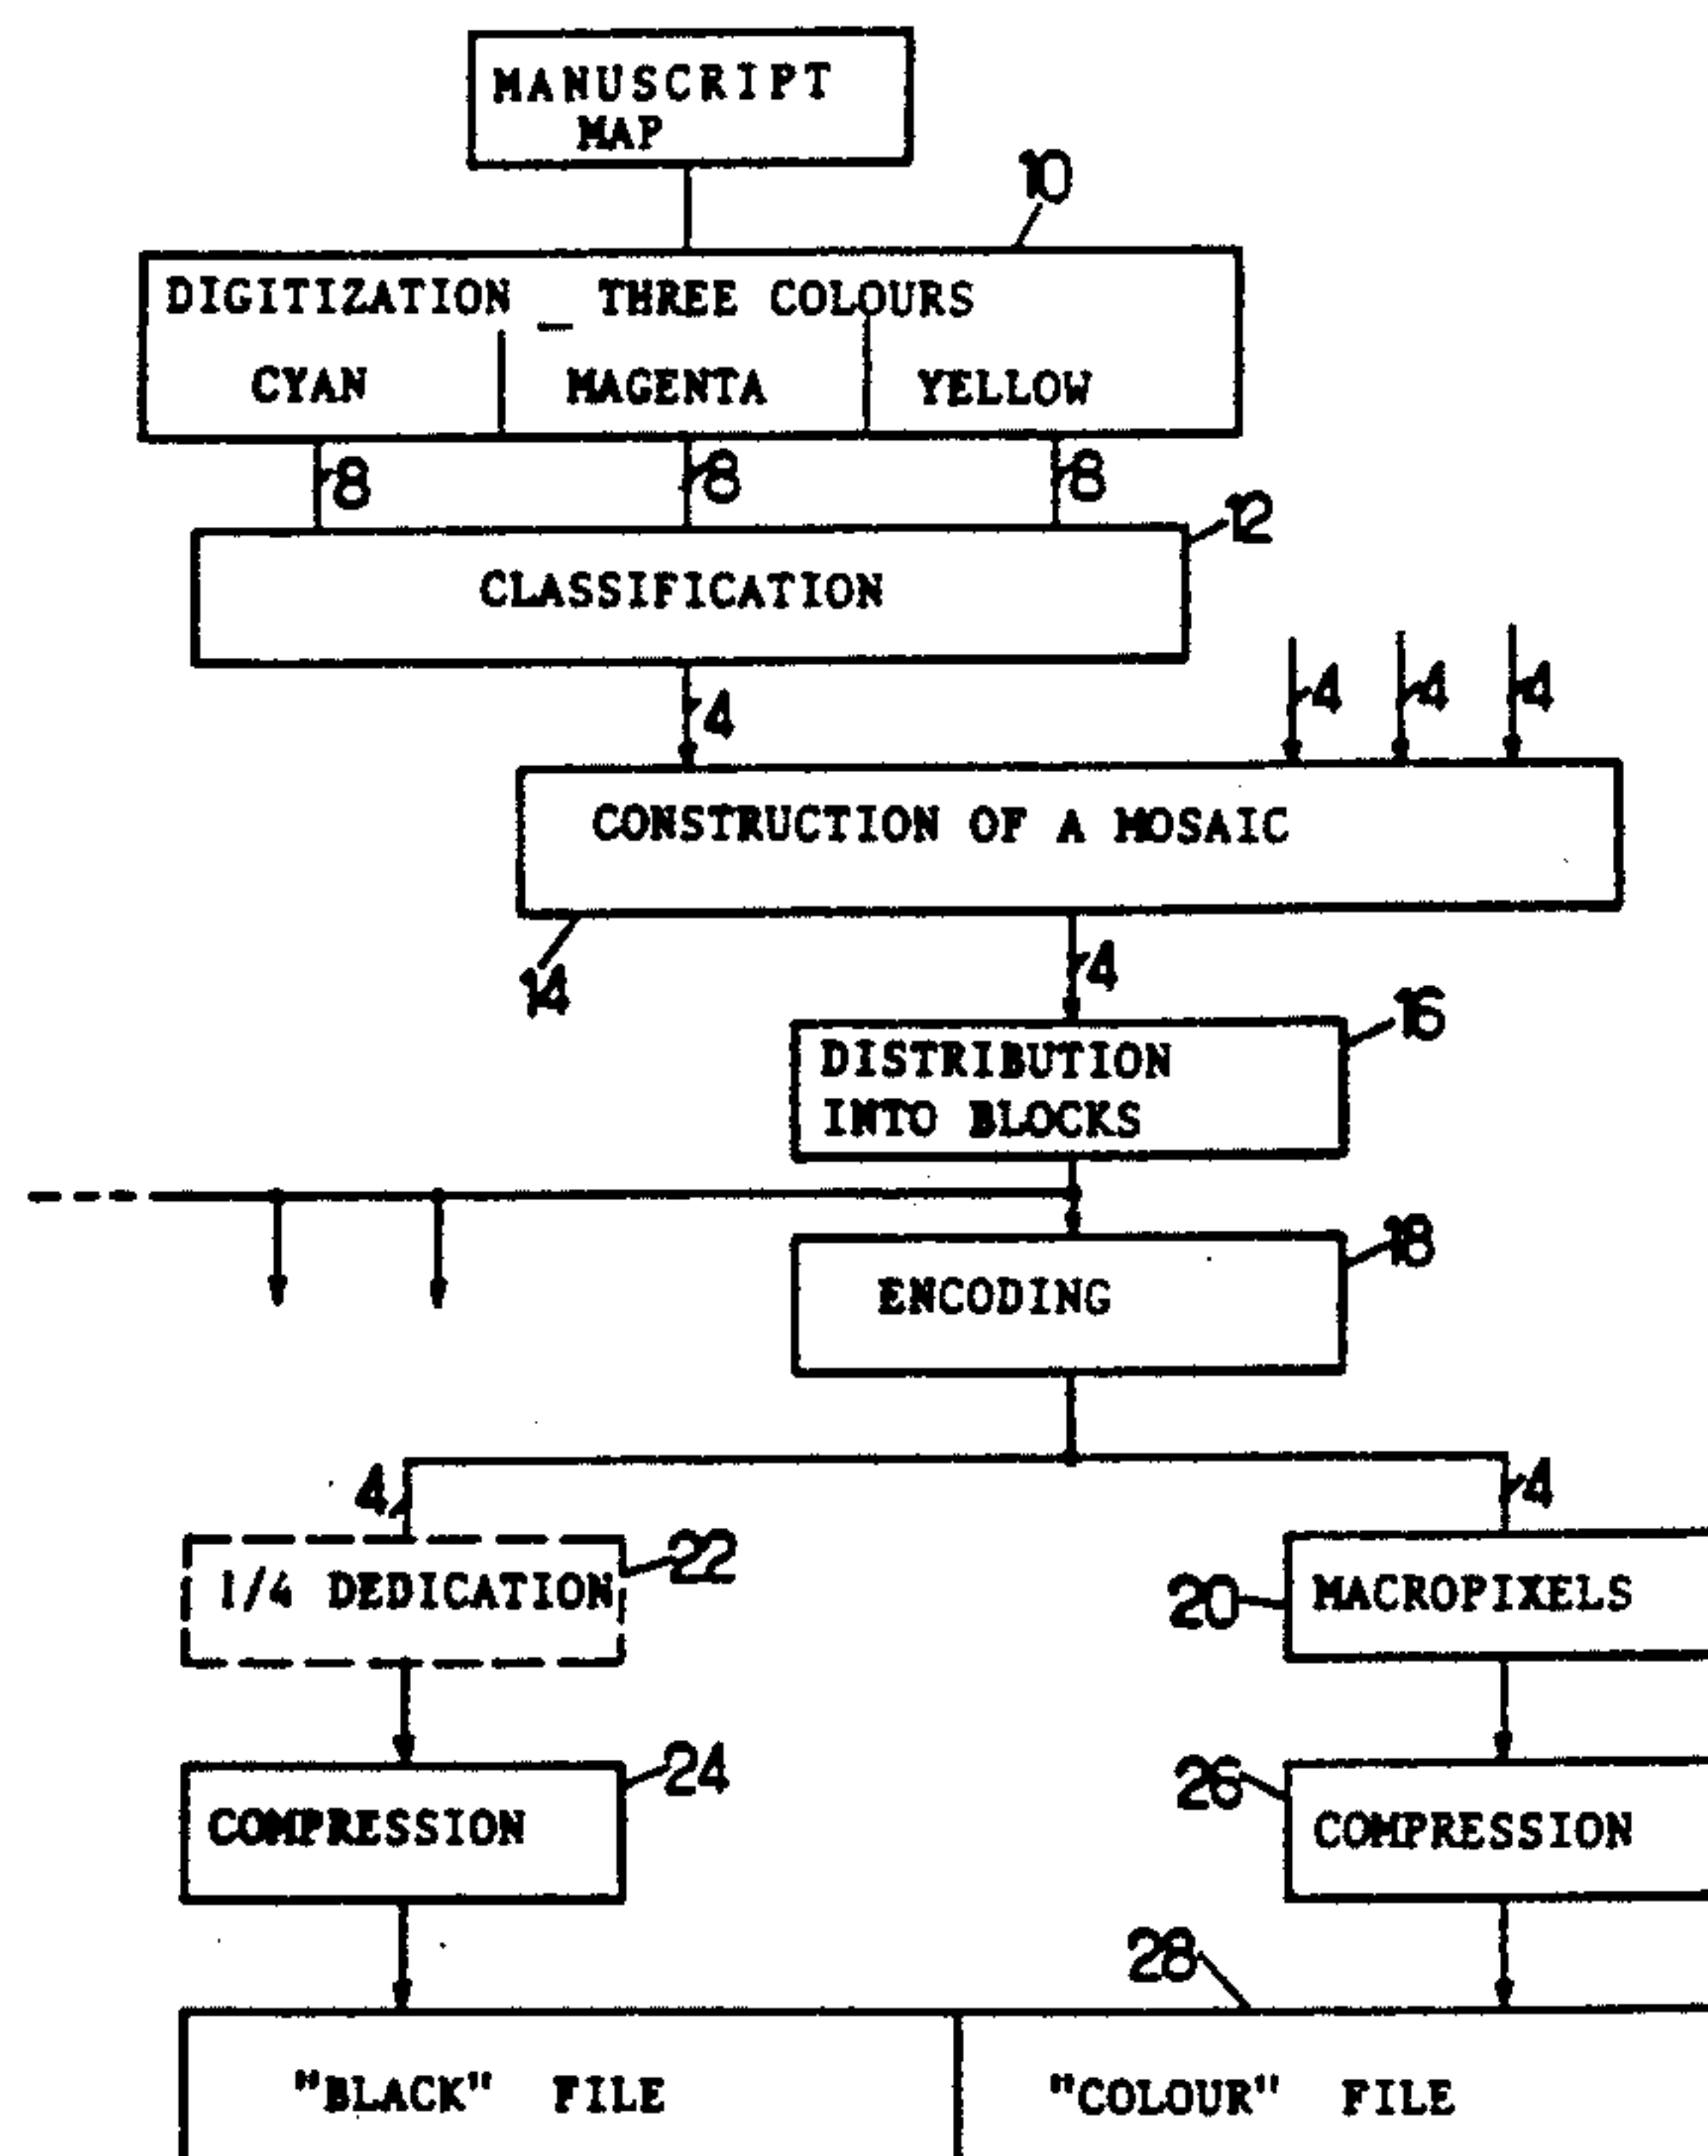 MANUSCRIPT
MAP
10
DIGITIZATION _ THREE COLOURS
CYAN MAGENTA YELLOW
8 8 8
12
CLASSIFICATION
4 4 4 4
CONSTRUCTION OF A MOSAIC
14
4
16
DISTRIBUTION
INTO BLOCKS
18
ENCODING
4 4
22
1/4 DEDICATION
20
MACROPIXELS
24
26
COMPRESSION COMPRESSION
28
"BLACK" FILE "COLOUR" FILE